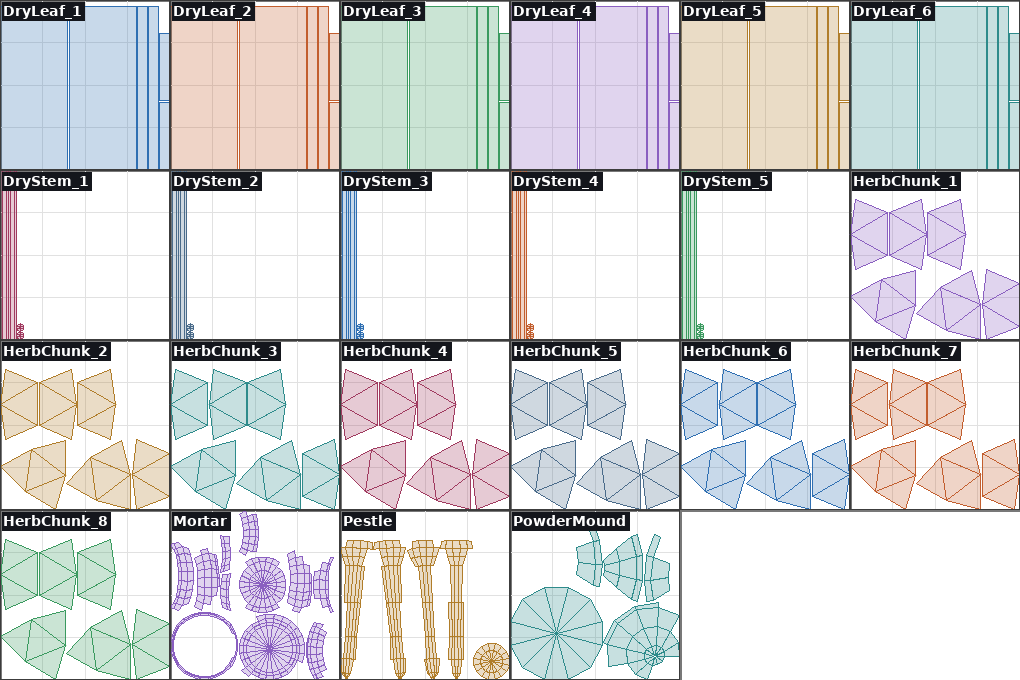 DryLeaf_1
DryLeaf_2
DryLeaf_3
DryLeaf_4
DryLeaf_5
DryLeaf_6
DryStem_1
DryStem_2
DryStem_3
DryStem_4
DryStem_5
HerbChunk_1
HerbChunk_2
HerbChunk_3
HerbChunk_4
HerbChunk_5
HerbChunk_6
HerbChunk_7
HerbChunk_8
Mortar
Pestle
PowderMound